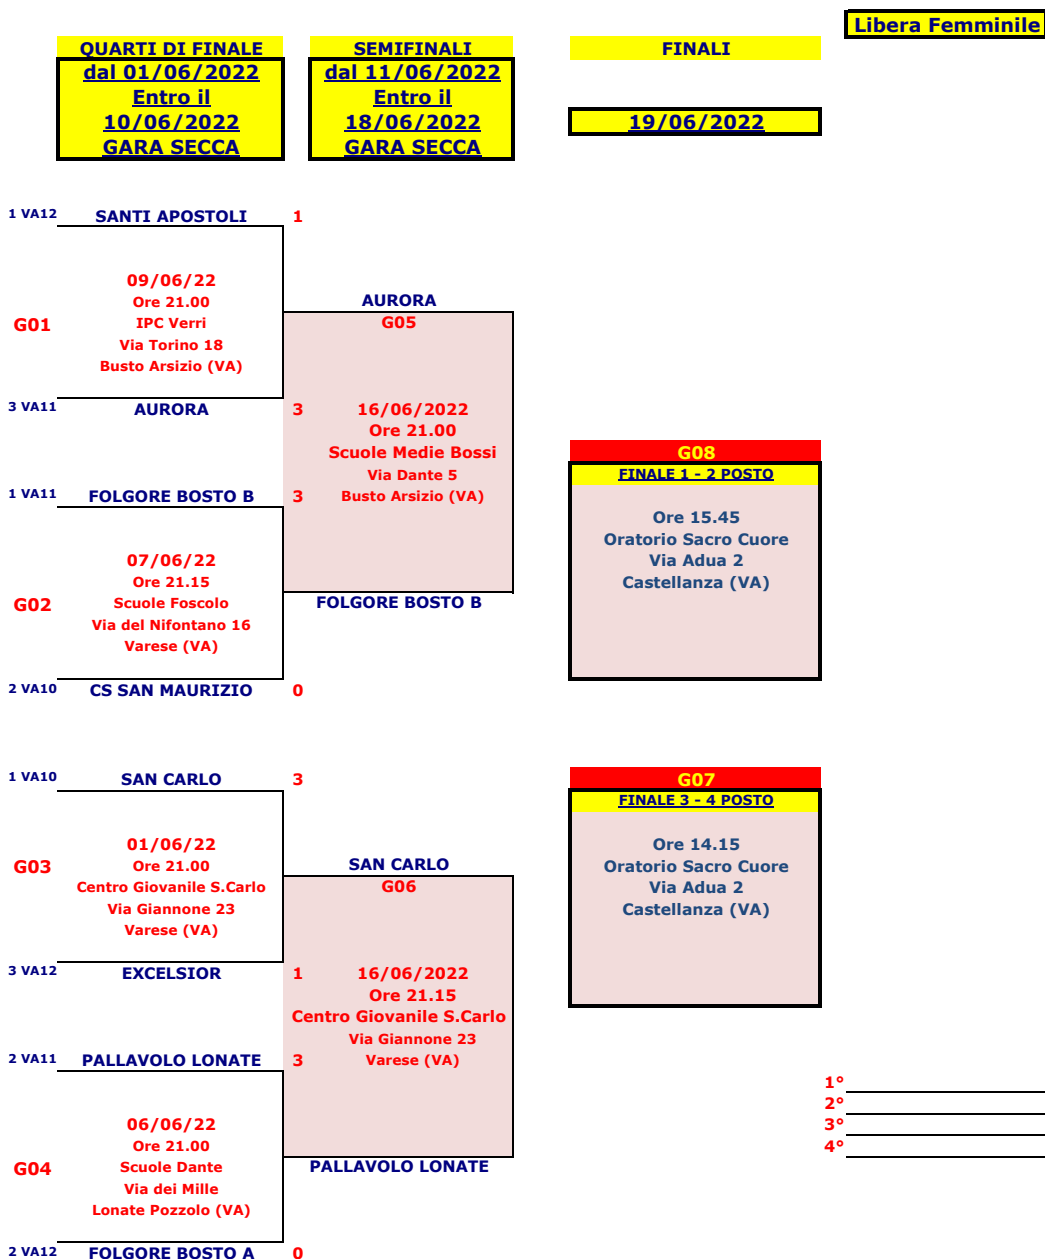 Libera Femminile
QUARTI DI FINALE
dal 01/06/2022
Entro il
10/06/2022
GARA SECCA
SEMIFINALI
dal 11/06/2022
Entro il
18/06/2022
GARA SECCA
FINALI
19/06/2022
1 VA12 SANTI APOSTOLI 1
G01
09/06/22
Ore 21.00
IPC Verri
Via Torino 18
Busto Arsizio (VA)
3 VA11 AURORA 3
1 VA11 FOLGORE BOSTO B 3
G02
07/06/22
Ore 21.15
Scuole Foscolo
Via del Nifontano 16
Varese (VA)
2 VA10 CS SAN MAURIZIO 0
AURORA
G05
16/06/2022
Ore 21.00
Scuole Medie Bossi
Via Dante 5
Busto Arsizio (VA)
FOLGORE BOSTO B
G08
FINALE 1 - 2 POSTO
Ore 15.45
Oratorio Sacro Cuore
Via Adua 2
Castellanza (VA)
1 VA10 SAN CARLO 3
G03
01/06/22
Ore 21.00
Centro Giovanile S.Carlo
Via Giannone 23
Varese (VA)
3 VA12 EXCELSIOR 1
2 VA11 PALLAVOLO LONATE 3
G04
06/06/22
Ore 21.00
Scuole Dante
Via dei Mille
Lonate Pozzolo (VA)
2 VA12 FOLGORE BOSTO A 0
SAN CARLO
G06
16/06/2022
Ore 21.15
Centro Giovanile S.Carlo
Via Giannone 23
Varese (VA)
PALLAVOLO LONATE
G07
FINALE 3 - 4 POSTO
Ore 14.15
Oratorio Sacro Cuore
Via Adua 2
Castellanza (VA)
1°
2°
3°
4°